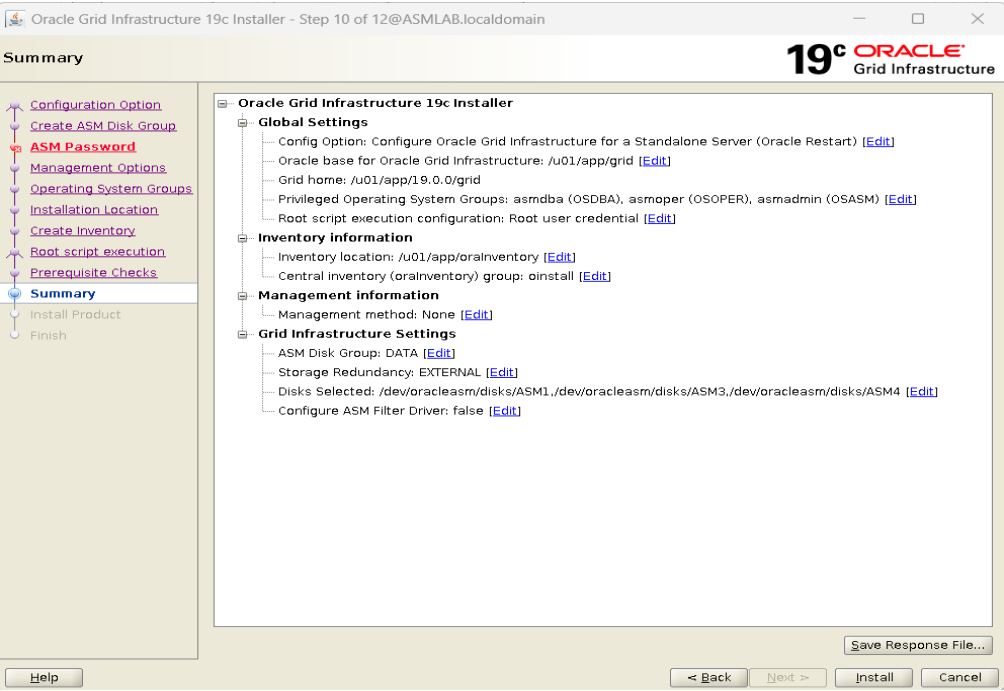 Oracle Grid Infrastructure 19c Installer - Step 10 of 12@ASMLAB.localdomain
Summary
19c ORACLE
Grid Infrastructure
Configuration Option
Create ASM Disk Group
ASM Password
Management Options
Operating System Groups
Installation Location
Create Inventory
Root script execution
Prerequisite Checks
Summary
Install Product
Finish
Oracle Grid Infrastructure 19c Installer
Global Settings
Config Option: Configure Oracle Grid Infrastructure for a Standalone Server (Oracle Restart) [Edit]
Oracle base for Oracle Grid Infrastructure: /u01/app/grid [Edit]
Grid home: /u01/app/19.0.0/grid
Privileged Operating System Groups: asmdba (OSDBA), asmoper (OSOPER), asmadmin (OSASM) [Edit]
Root script execution configuration: Root user credential [Edit]
Inventory information
Inventory location: /u01/app/oraInventory [Edit]
Central inventory (oraInventory) group: oinstall [Edit]
Management information
Management method: None [Edit]
Grid Infrastructure Settings
ASM Disk Group: DATA [Edit]
Storage Redundancy: EXTERNAL [Edit]
Disks Selected: /dev/oracleasm/disks/ASM1,/dev/oracleasm/disks/ASM3,/dev/oracleasm/disks/ASM4 [Edit]
Configure ASM Filter Driver: false [Edit]
Save Response File...
Help
< Back
Next >
Install
Cancel